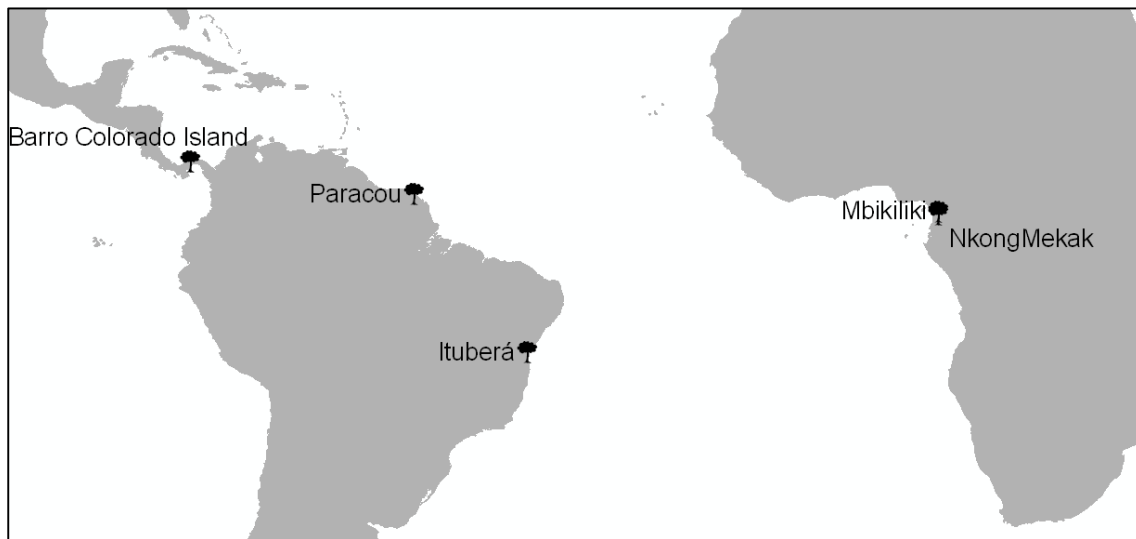 Barro Colorado Island
Paracou
Mbikiliki
NkongMekak
Ituberá